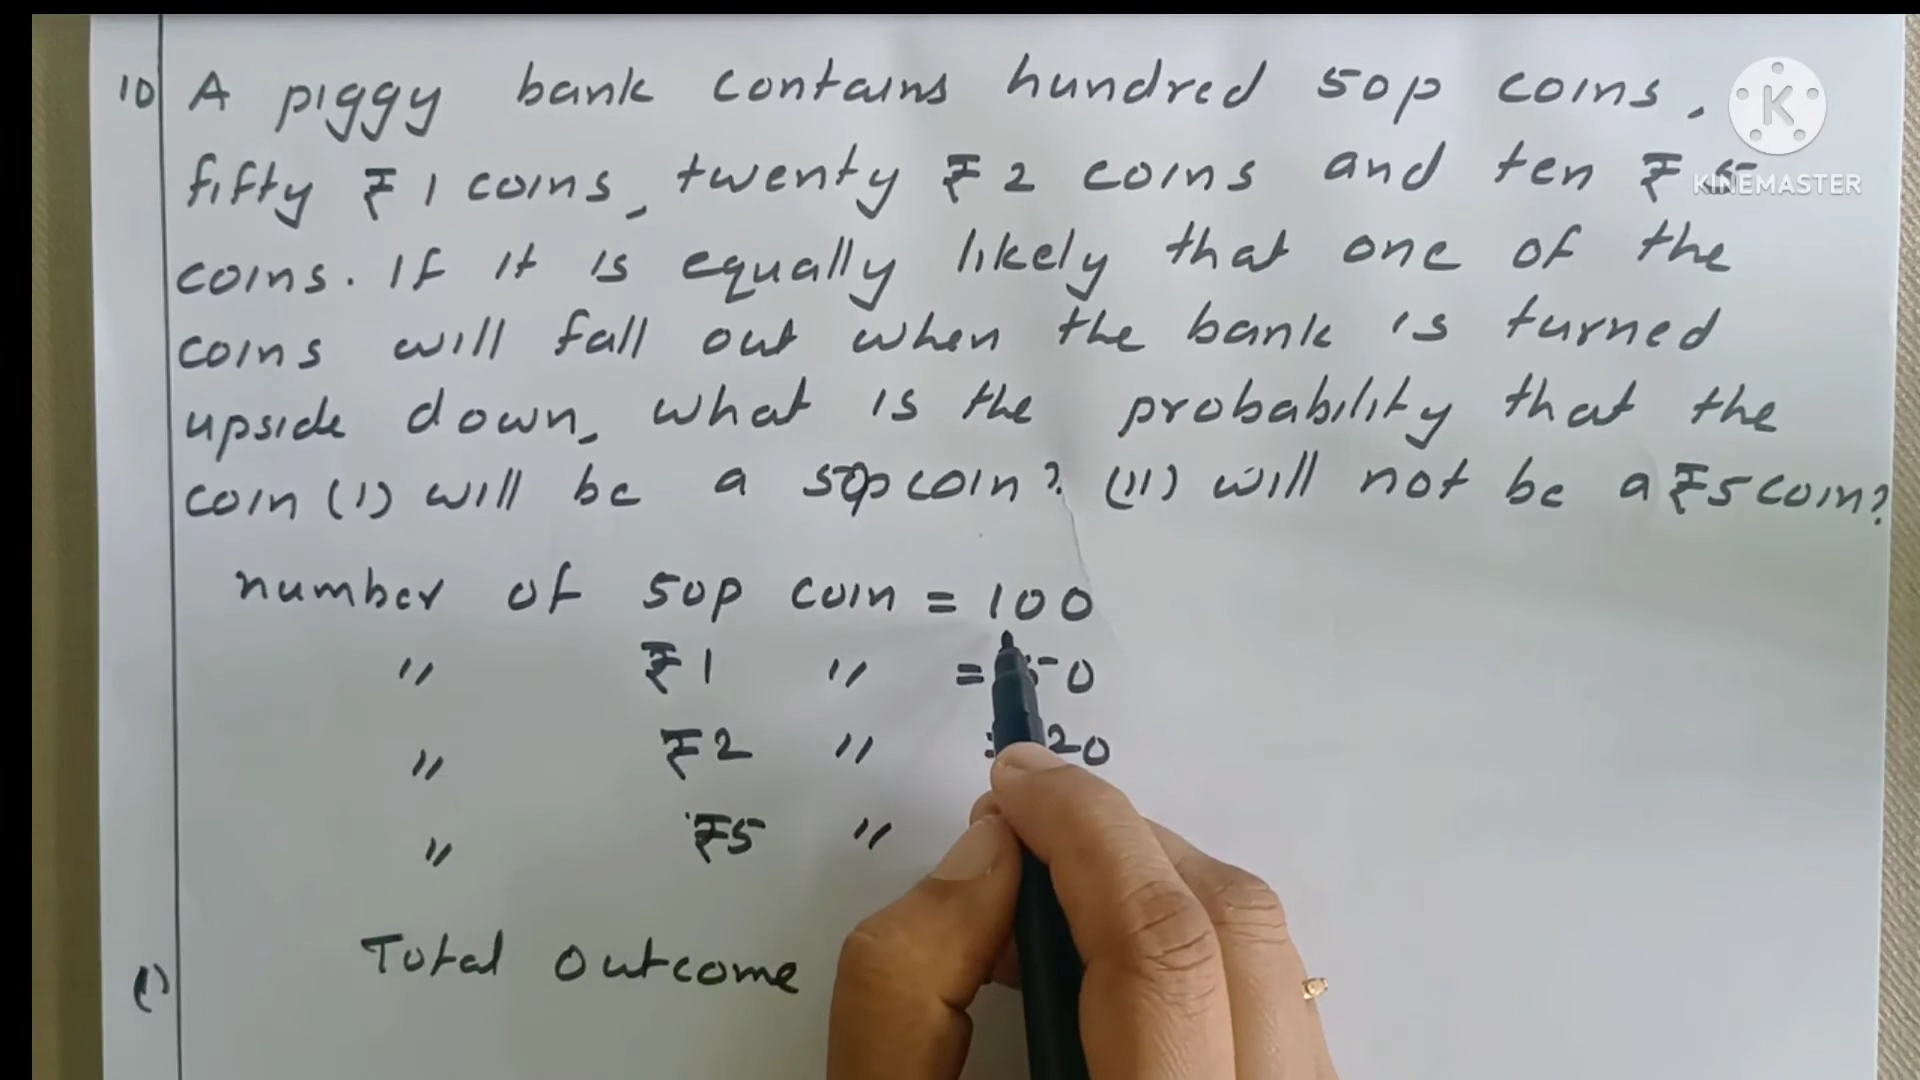 10 A piggy bank contains hundred 50p coins,
fifty ₹1 coins, twenty ₹2 coins and ten ₹
KINEMASTER
coins. If it is equally likely that one of the
coins will fall out when the bank is turned
upside down, what is the probability that the
coin (i) will be a 50p coin? (ii) will not be a ₹5 coin?
number of 50p coin = 100
" ₹1 " = 50
" ₹2 " 20
" ₹5 "
(i) Total outcome